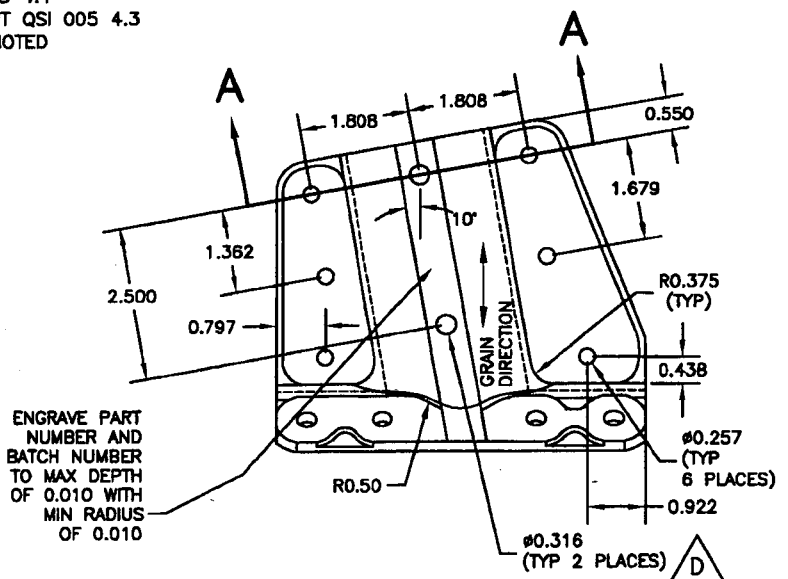 T QSI 005 4.3
NOTED
A
A
1.808
1.808
0.550
1.679
10°
1.362
2.500
0.797
R0.375
(TYP)
GRAIN
DIRECTION
0.438
ENGRAVE PART
NUMBER AND
BATCH NUMBER
TO MAX DEPTH
OF 0.010 WITH
MIN RADIUS
OF 0.010
R0.50
ø0.257
(TYP
6 PLACES)
0.922
ø0.316
(TYP 2 PLACES)
D